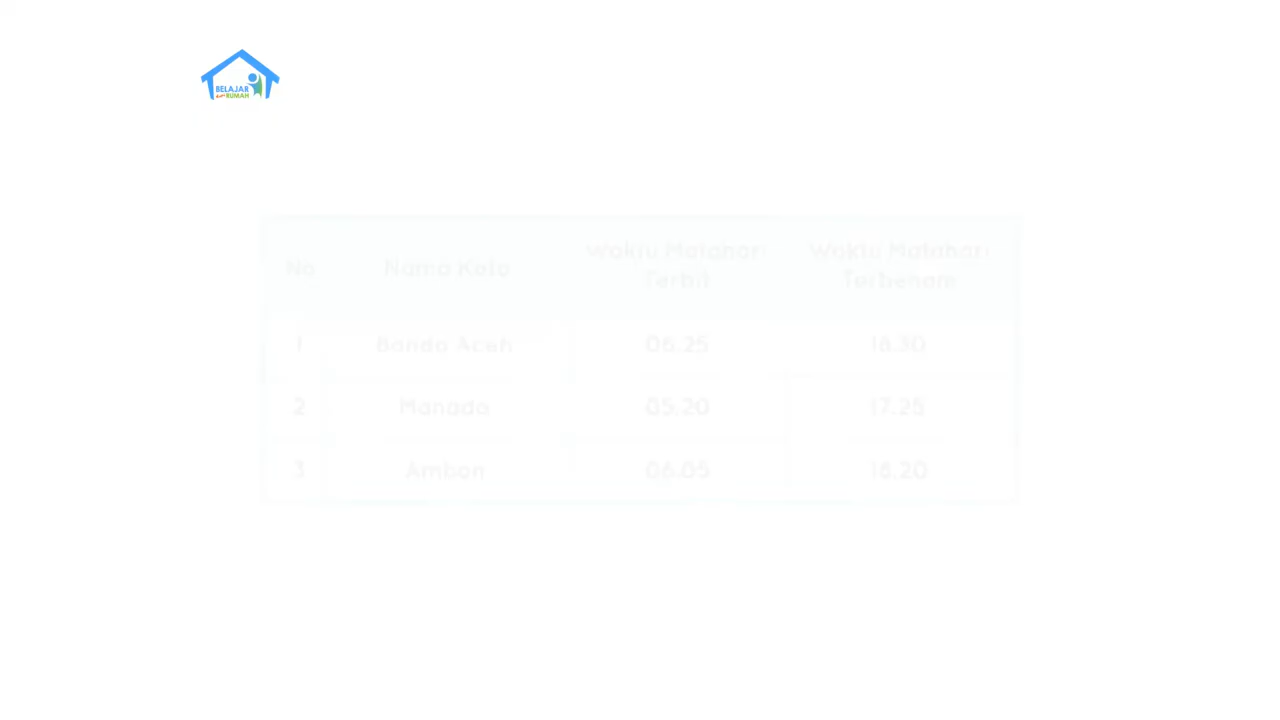 BELAJAR
dari RUMAH
No
Nama Kota
Waktu Matahari
Terbit
Waktu Matahari
Terbenam
1
Banda Aceh
06.25
18.30
2
Manado
05.20
17.25
3
Ambon
06.05
18.20